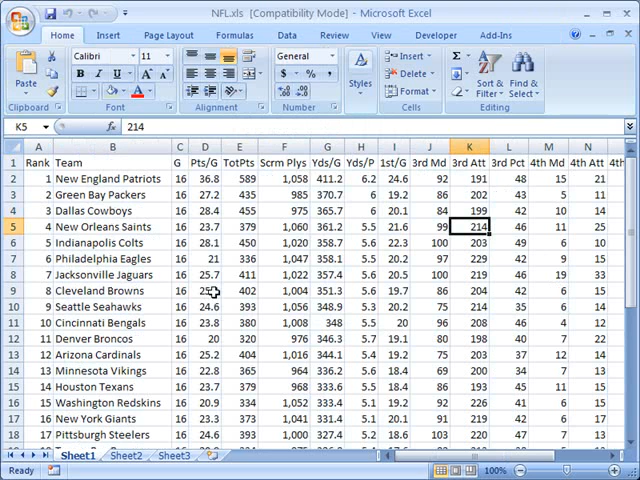 NFL.xls [Compatibility Mode] - Microsoft Excel
Home Insert Page Layout Formulas Data Review View Developer Add-Ins
Paste
Calibri 11
B I U A A
General
$ % ,
Styles
Insert
Delete
Format
Σ
Sort & Filter
Find & Select
Clipboard Font Alignment Number Cells Editing
K5 fx 214
A B C D E F G H I J K L M N
1 Rank Team G Pts/G TotPts Scrm Plys Yds/G Yds/P 1st/G 3rd Md 3rd Att 3rd Pct 4th Md 4th Att 4th
2 1 New England Patriots 16 36.8 589 1,058 411.2 6.2 24.6 92 191 48 15 21
3 2 Green Bay Packers 16 27.2 435 985 370.7 6 19.2 86 202 43 5 11
4 3 Dallas Cowboys 16 28.4 455 975 365.7 6 20.1 84 199 42 10 14
5 4 New Orleans Saints 16 23.7 379 1,060 361.2 5.5 21.6 99 214 46 11 25
6 5 Indianapolis Colts 16 28.1 450 1,020 358.7 5.6 22.3 100 203 49 6 10
7 6 Philadelphia Eagles 16 21 336 1,047 358.1 5.5 20.2 97 229 42 9 15
8 7 Jacksonville Jaguars 16 25.7 411 1,022 357.4 5.6 20.5 100 219 46 19 33
9 8 Cleveland Browns 16 402 1,004 351.3 5.6 19.7 86 204 42 6 15
10 9 Seattle Seahawks 16 24.6 393 1,056 348.9 5.3 20.2 75 214 35 6 14
11 10 Cincinnati Bengals 16 23.8 380 1,008 348 5.5 20 96 208 46 4 12
12 11 Denver Broncos 16 20 320 976 346.3 5.7 19.1 80 198 40 7 22
13 12 Arizona Cardinals 16 25.2 404 1,016 344.1 5.4 19.2 75 203 37 12 14
14 13 Minnesota Vikings 16 22.8 365 964 336.2 5.6 18.4 69 200 34 7 13
15 14 Houston Texans 16 23.7 379 968 333.6 5.5 18.6 86 193 45 11 15
16 15 Washington Redskins 16 20.9 334 1,052 333.4 5.1 19.2 91 216 42 6 13
17 16 New York Giants 16 23.3 373 1,041 331.4 5.1 20.1 91 219 42 6 17
18 17 Pittsburgh Steelers 16 24.6 393 1,000 327.4 5.2 18.6 103 220 47 7 13
Sheet1 Sheet2 Sheet3
Ready 100%